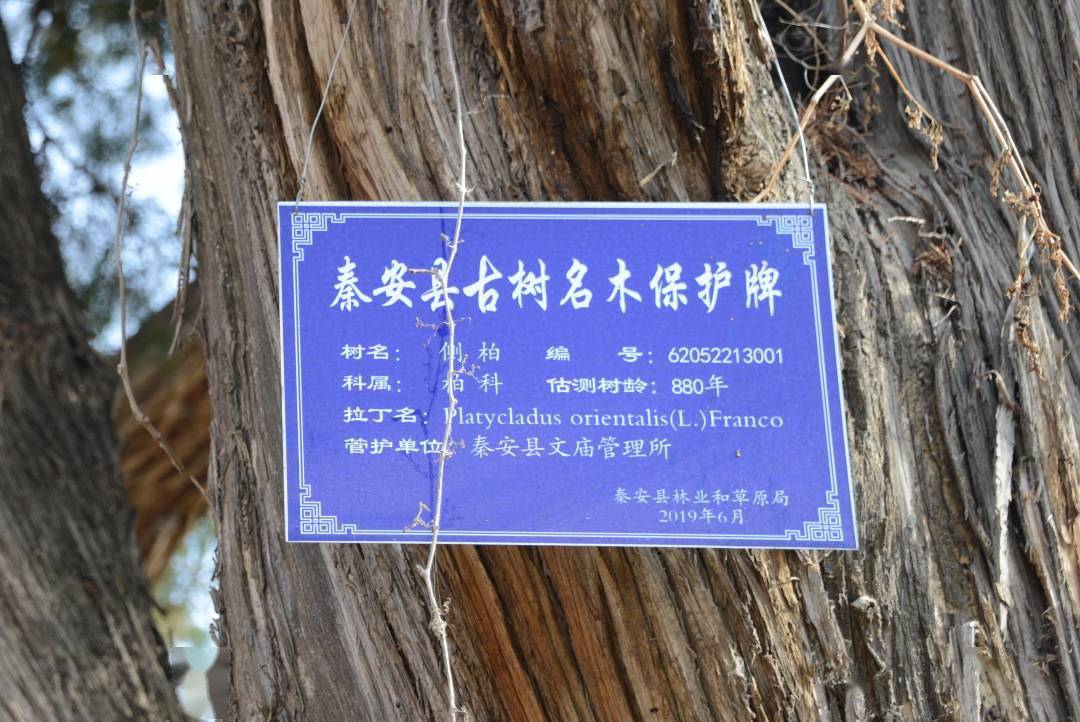 秦安县古树名木保护牌
树名： 侧柏 编 号：62052213001
科属： 柏科 估测树龄：880年
拉丁名：Platycladus orientalis(L.)Franco
管护单位：秦安县文庙管理所
秦安县林业和草原局
2019年6月